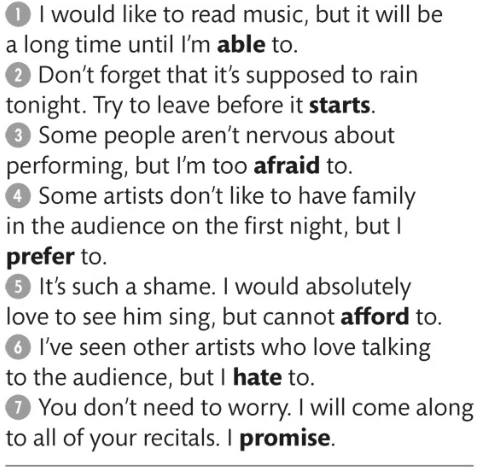 1 I would like to read music, but it will be
a long time until I'm able to.
2 Don't forget that it's supposed to rain
tonight. Try to leave before it starts.
3 Some people aren't nervous about
performing, but I'm too afraid to.
4 Some artists don't like to have family
in the audience on the first night, but I
prefer to.
5 It's such a shame. I would absolutely
love to see him sing, but cannot afford to.
6 I've seen other artists who love talking
to the audience, but I hate to.
7 You don't need to worry. I will come along
to all of your recitals. I promise.